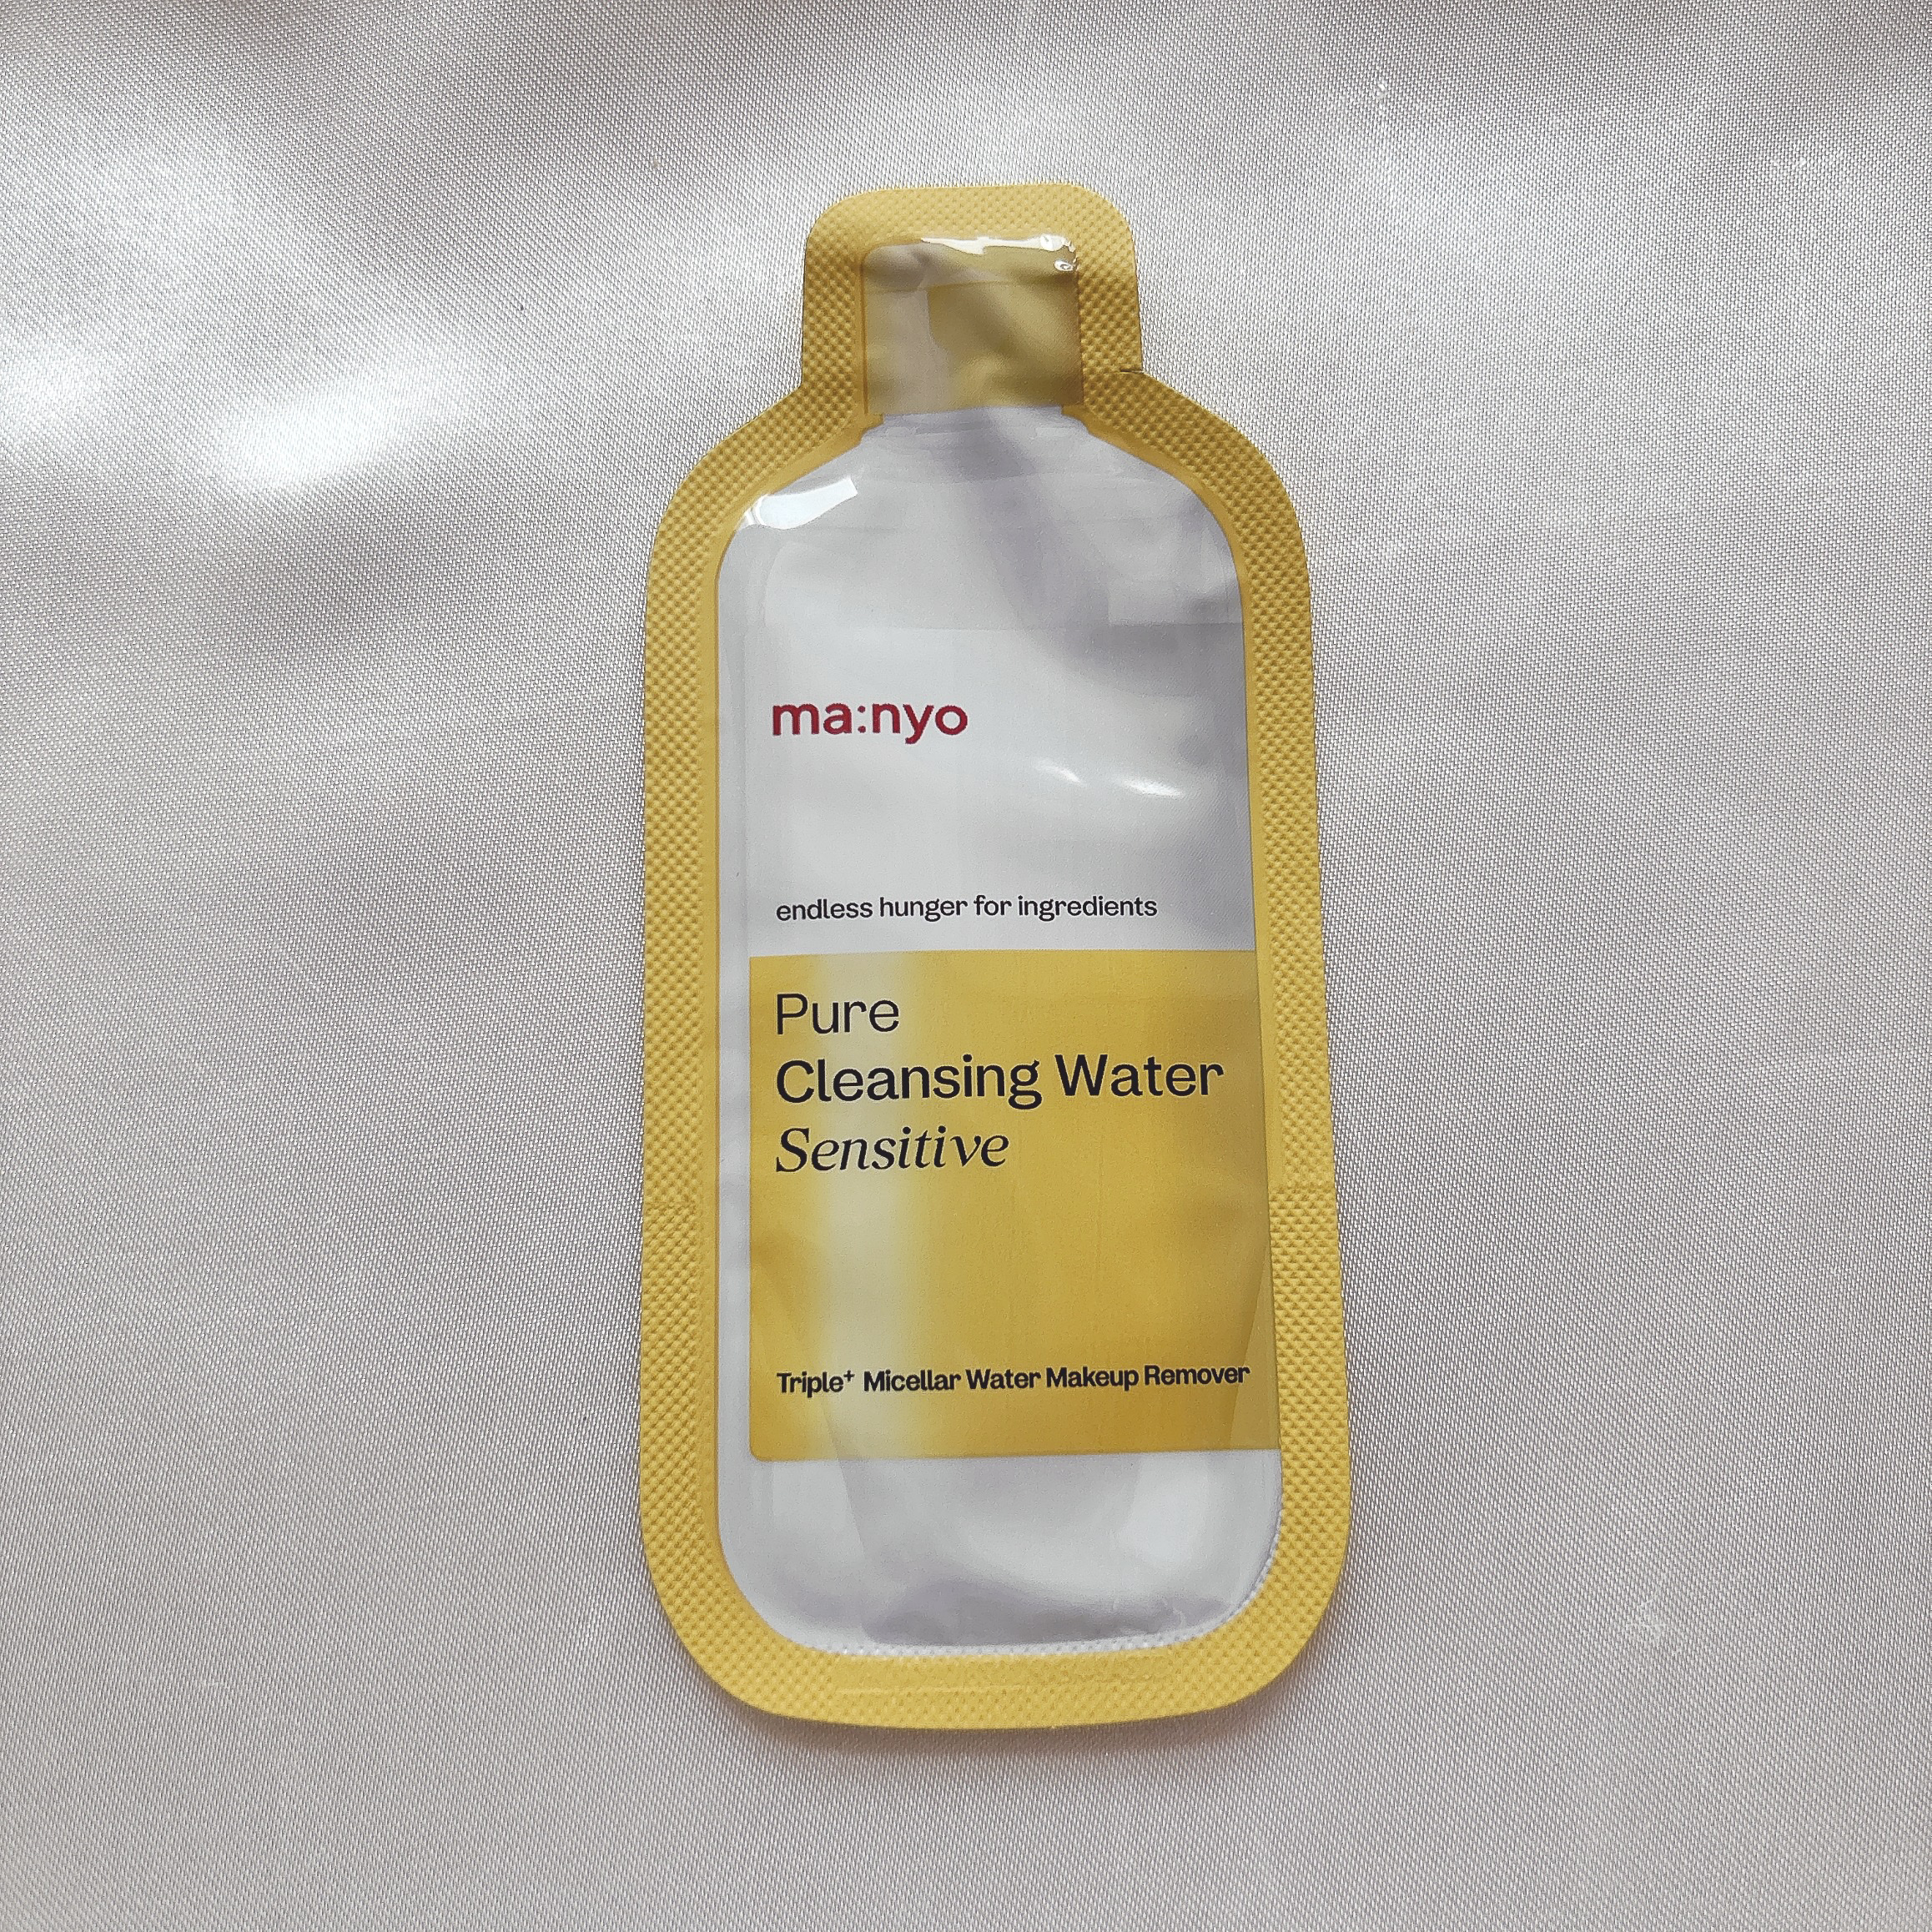 ma:nyo
endless hunger for ingredients
Pure
Cleansing Water
Sensitive
Triple⁺ Micellar Water Makeup Remover